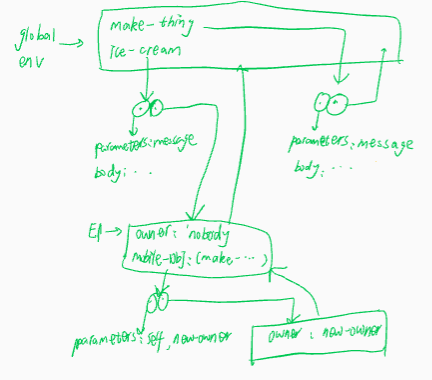 global
env
make-thing
Ice-cream
parameters:message
body: ...
parameters:message
body: ...
E1
owner: 'nobody
mobile-Obj: (make-...)
parameters: self, new-owner
owner: new-owner